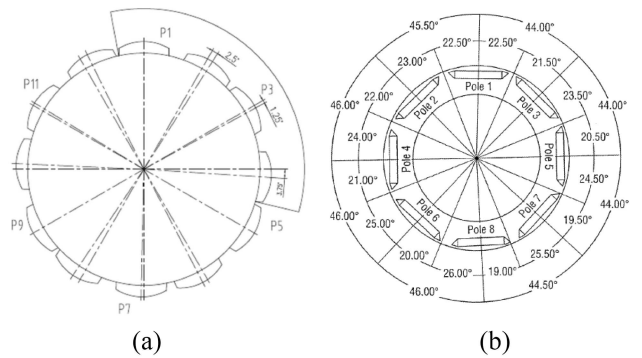 P1
2.5°
P3
1.25°
P11
P5
P9
P7
(a)
45.50° 44.00°
22.50° 22.50°
23.00° 21.50°
46.00° 44.00°
22.00° 23.50°
Pole 1
Pole 2 Pole 3
24.00° 20.50°
Pole 4 Pole 5
21.00° 24.50°
46.00° 44.00°
Pole 6 Pole 7
25.00° 19.50°
Pole 8
20.00° 25.50°
26.00° 19.00°
46.00° 44.50°
(b)